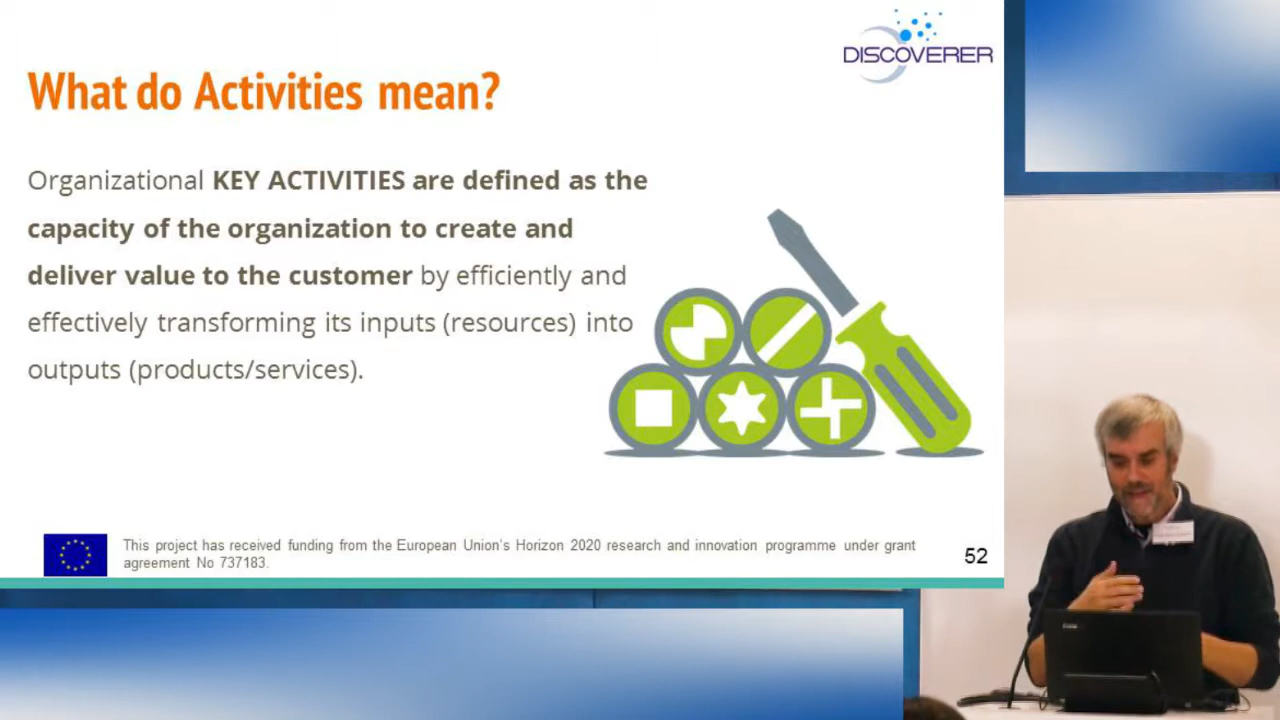 DISCOVERER
What do Activities mean?
Organizational KEY ACTIVITIES are defined as the
capacity of the organization to create and
deliver value to the customer by efficiently and
effectively transforming its inputs (resources) into
outputs (products/services).
This project has received funding from the European Union's Horizon 2020 research and innovation programme under grant
agreement No 737183.
52